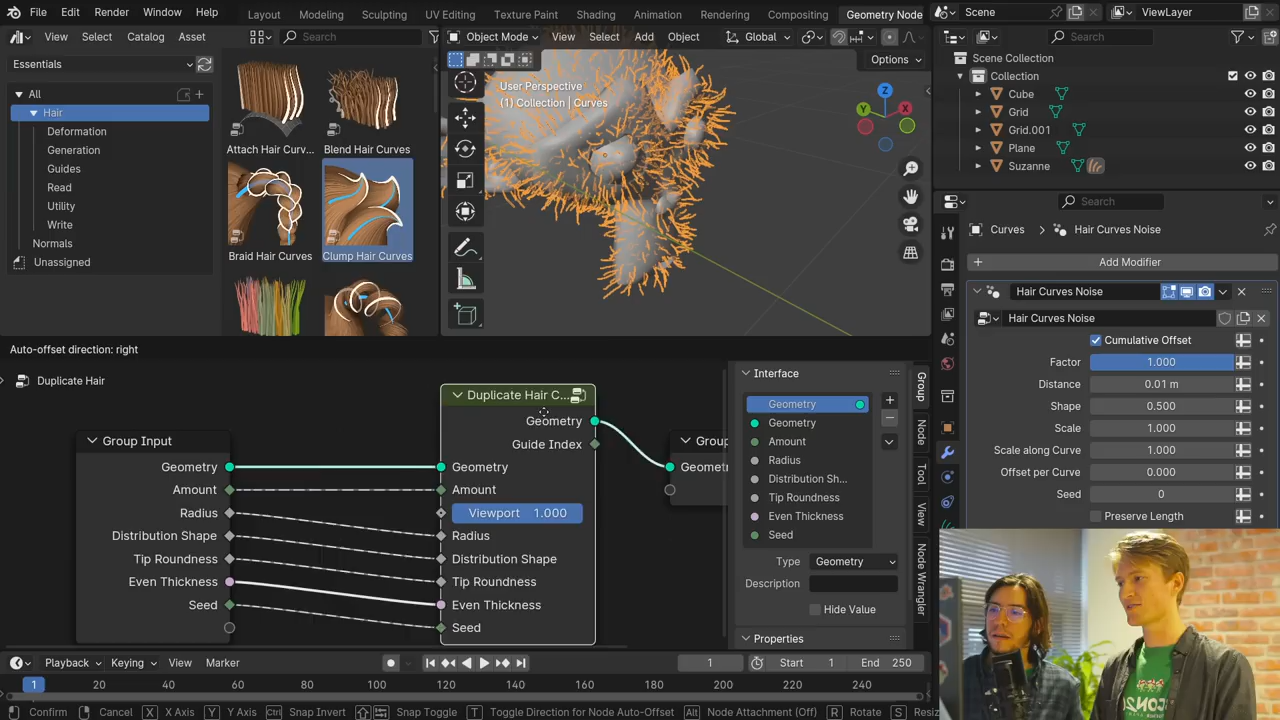 File Edit Render Window Help
Layout Modeling Sculpting UV Editing Texture Paint Shading Animation Rendering Compositing Geometry Node
Scene ViewLayer
View Select Catalog Asset Search
Object Mode View Select Add Object Global
Search
Essentials
Options
All
Hair
Deformation
Generation
Guides
Read
Utility
Write
Normals
Unassigned
Attach Hair Curv...
Blend Hair Curves
Braid Hair Curves
Clump Hair Curves
User Perspective
(1) Collection | Curves
Z
X
Y
Scene Collection
Collection
Cube
Grid
Grid.001
Plane
Suzanne
Search
Curves Hair Curves Noise
Add Modifier
Hair Curves Noise
Hair Curves Noise
Cumulative Offset
Factor 1.000
Distance 0.01 m
Shape 0.500
Scale 1.000
Scale along Curve 1.000
Offset per Curve 0.000
Seed 0
Preserve Length
Auto-offset direction: right
Duplicate Hair
Group Input
Geometry
Amount
Radius
Distribution Shape
Tip Roundness
Even Thickness
Seed
Duplicate Hair C...
Geometry
Guide Index
Geometry
Amount
Viewport 1.000
Radius
Distribution Shape
Tip Roundness
Even Thickness
Seed
Group
Geometr
Interface
Geometry
Geometry
Amount
Radius
Distribution Sh...
Tip Roundness
Even Thickness
Seed
Type Geometry
Description
Hide Value
Properties
Group
Node
Tool
View
Node Wrangler
Playback Keying View Marker
1 Start 1 End 250
1 20 40 60 80 100 120 140 160 180 200 220 240
Confirm Cancel X X Axis Y Y Axis Ctrl Snap Invert Snap Toggle T Toggle Direction for Node Auto-Offset Alt Node Attachment (Off) R Rotate S Resiz